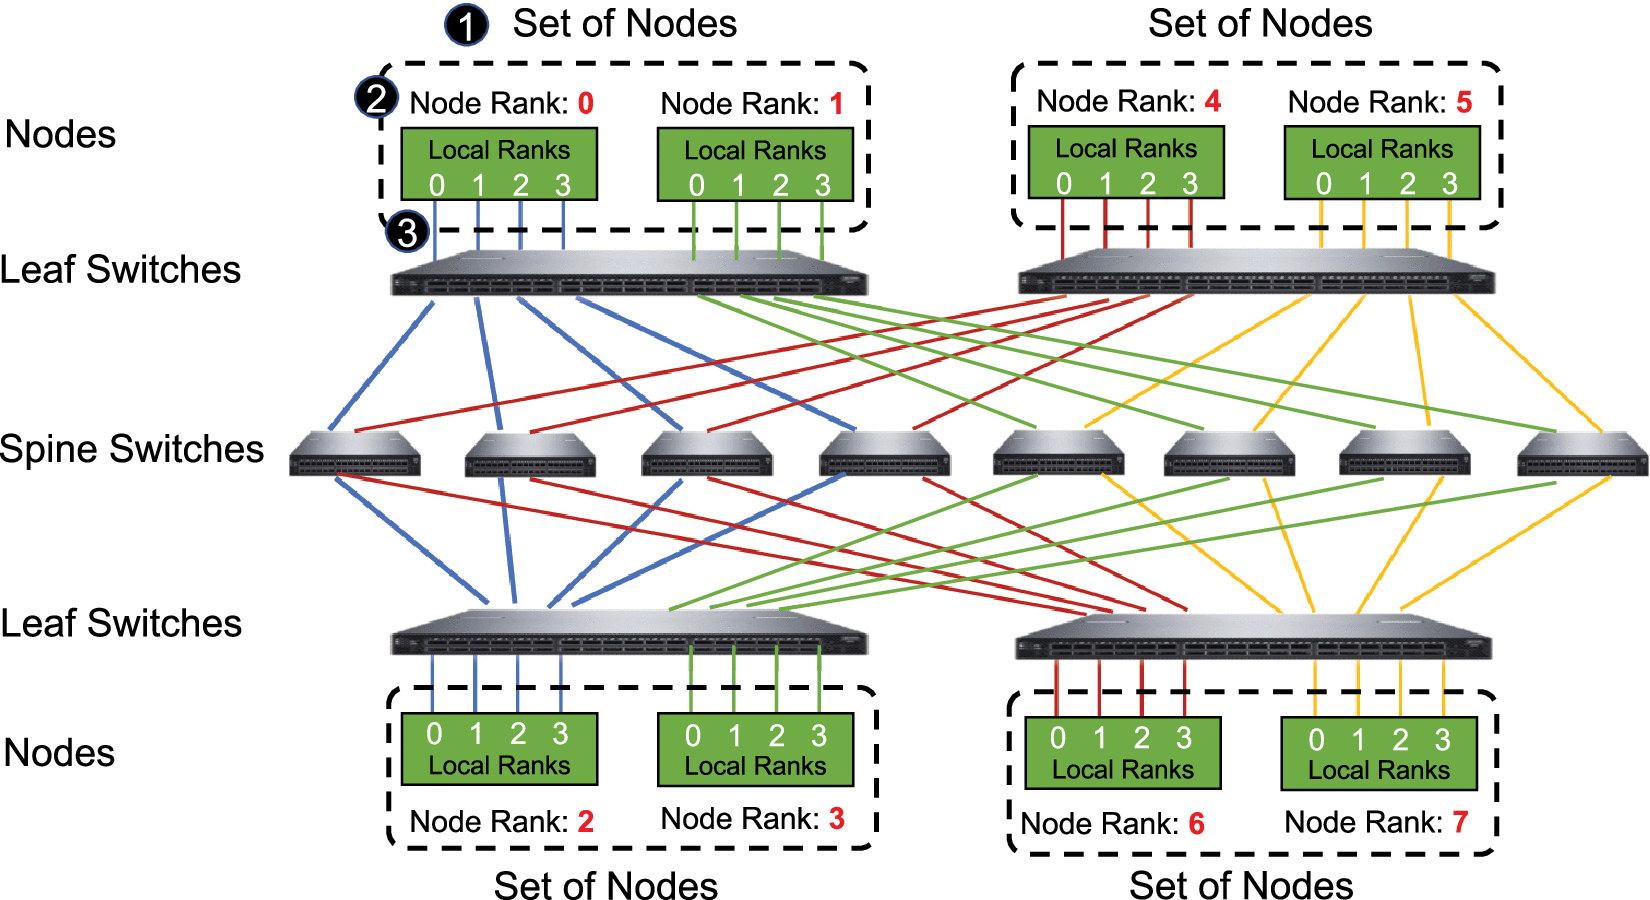 1 Set of Nodes
Set of Nodes
2 Node Rank: 0
Node Rank: 1
Node Rank: 4
Node Rank: 5
Nodes
Local Ranks
0 1 2 3
Local Ranks
0 1 2 3
Local Ranks
0 1 2 3
Local Ranks
0 1 2 3
3
Leaf Switches
Spine Switches
Leaf Switches
Nodes
0 1 2 3
Local Ranks
0 1 2 3
Local Ranks
0 1 2 3
Local Ranks
0 1 2 3
Local Ranks
Node Rank: 2
Node Rank: 3
Node Rank: 6
Node Rank: 7
Set of Nodes
Set of Nodes